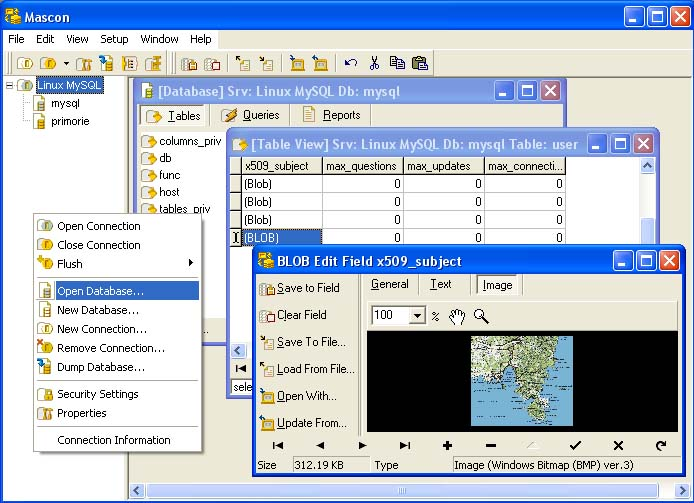 Mascon
File Edit View Setup Window Help
Linux MySQL
mysql
primorie
[Database] Srv: Linux MySQL Db: mysql
Tables Queries Reports
columns_priv
db
func
host
tables_priv
[Table View] Srv: Linux MySQL Db: mysql Table: user
x509_subject max_questions max_updates max_connecti...
(Blob) 0 0 0
(Blob) 0 0 0
(Blob) 0 0 0
(BLOB) 0 0 0
selec
Open Connection
Close Connection
Flush
Open Database...
New Database...
New Connection...
Remove Connection...
Dump Database...
Security Settings
Properties
Connection Information
BLOB Edit Field x509_subject
Save to Field
Clear Field
Save To File...
Load From File...
Open With...
Update From...
General Text Image
100 %
Size 312.19 KB Type Image (Windows Bitmap (BMP) ver.3)